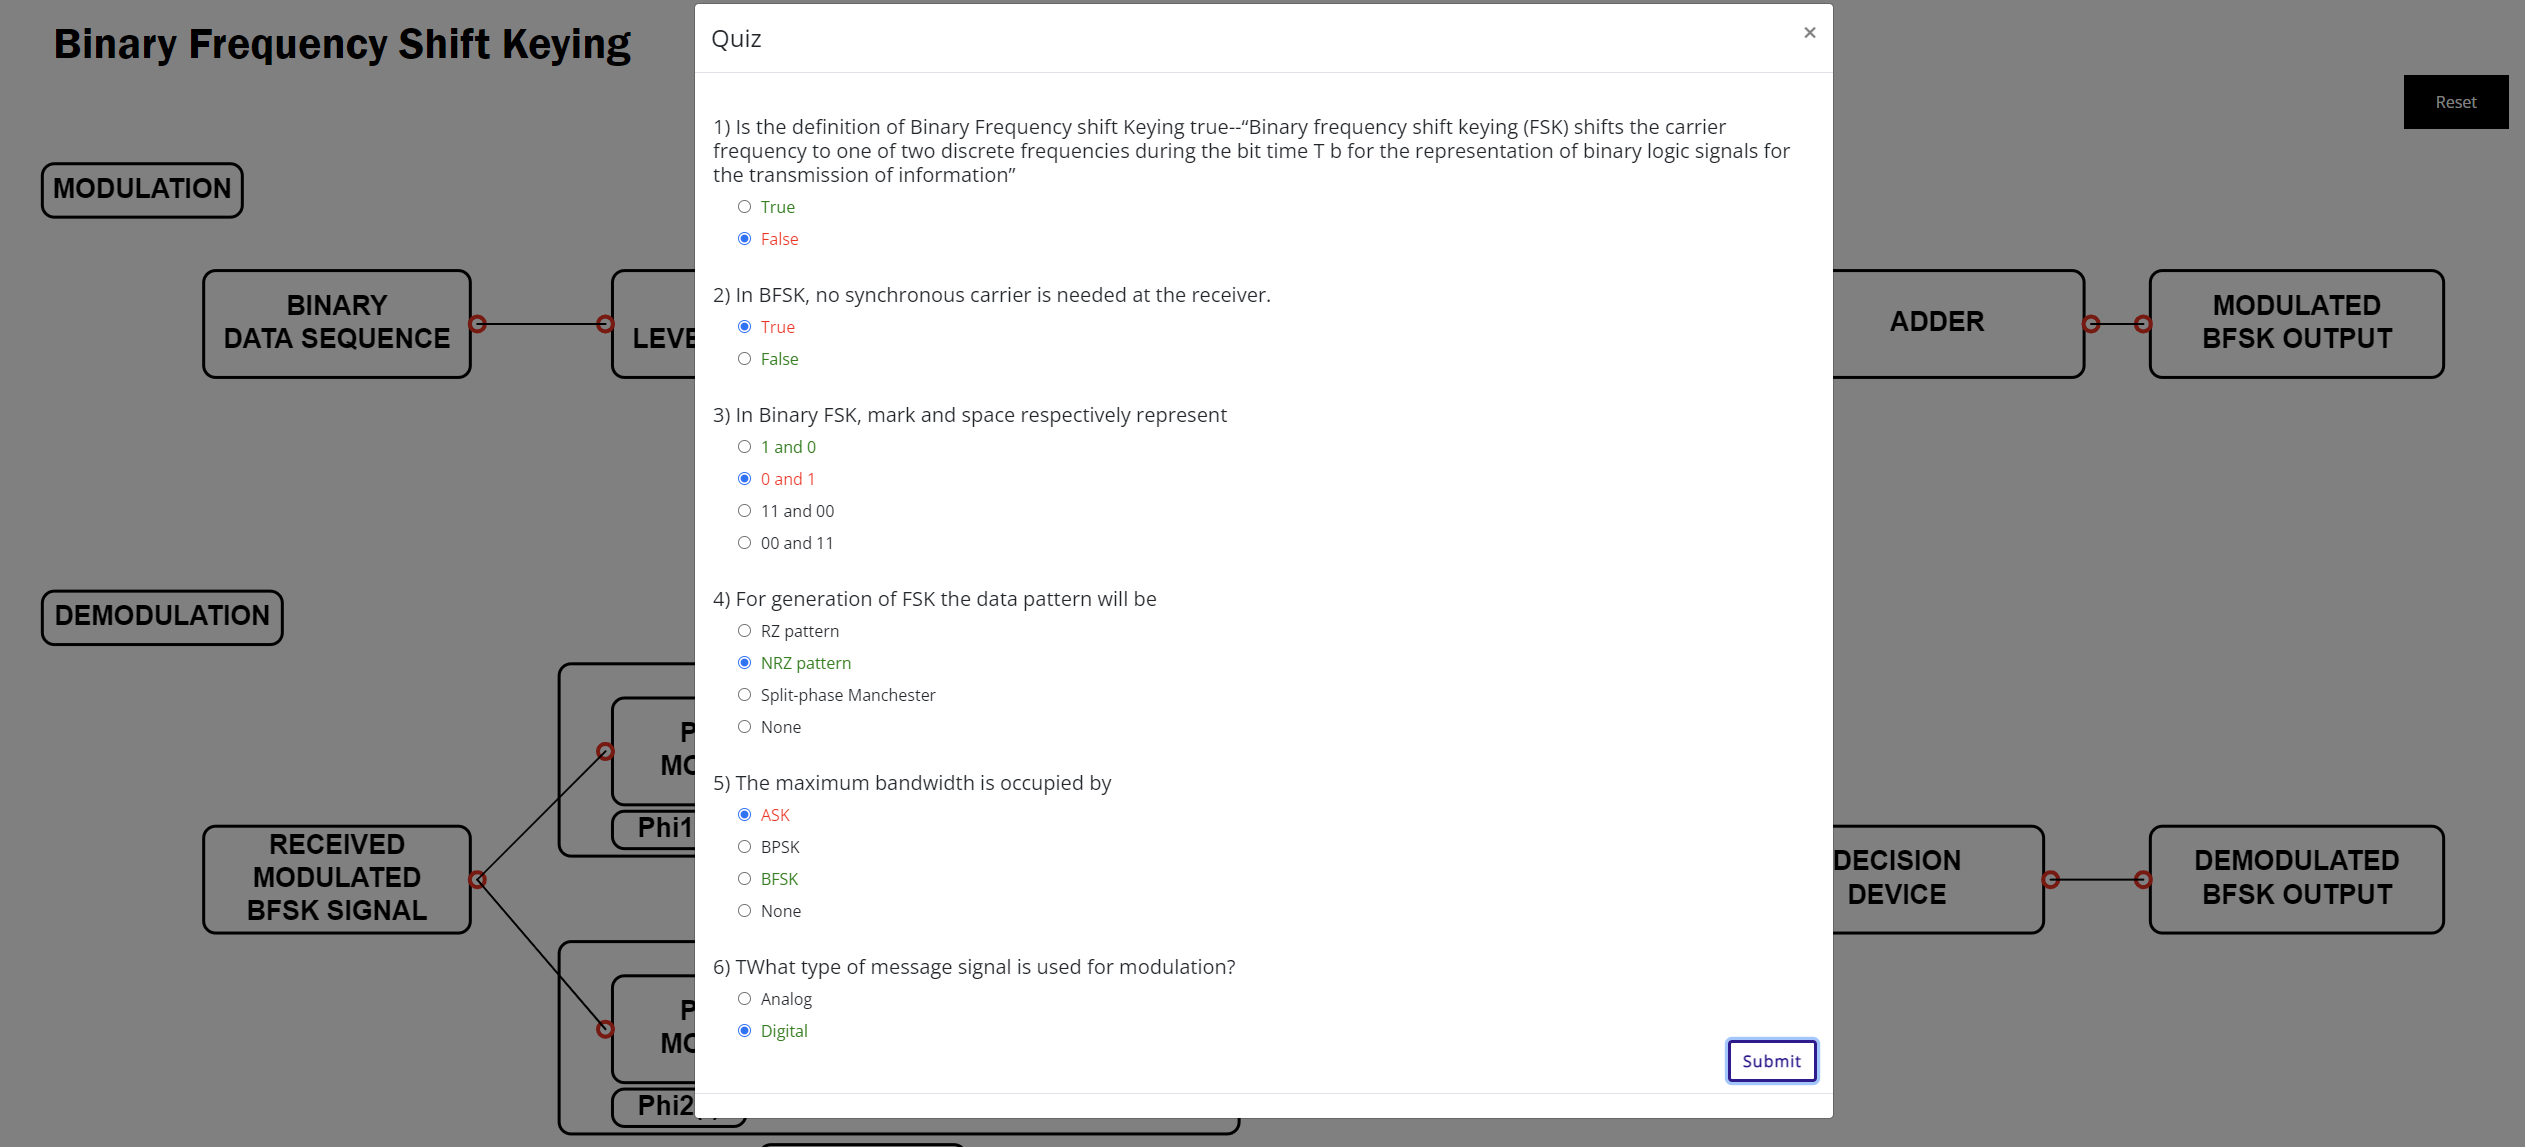 Binary Frequency Shift Keying
Quiz
×
Reset
1) Is the definition of Binary Frequency shift Keying true--“Binary frequency shift keying (FSK) shifts the carrier
frequency to one of two discrete frequencies during the bit time T b for the representation of binary logic signals for
the transmission of information”
True
False
2) In BFSK, no synchronous carrier is needed at the receiver.
True
False
3) In Binary FSK, mark and space respectively represent
1 and 0
0 and 1
11 and 00
00 and 11
4) For generation of FSK the data pattern will be
RZ pattern
NRZ pattern
Split-phase Manchester
None
5) The maximum bandwidth is occupied by
ASK
BPSK
BFSK
None
6) TWhat type of message signal is used for modulation?
Analog
Digital
Submit
MODULATION
BINARY
DATA SEQUENCE
ADDER
MODULATED
BFSK OUTPUT
DEMODULATION
RECEIVED
MODULATED
BFSK SIGNAL
Phi1
Phi2
DECISION
DEVICE
DEMODULATED
BFSK OUTPUT